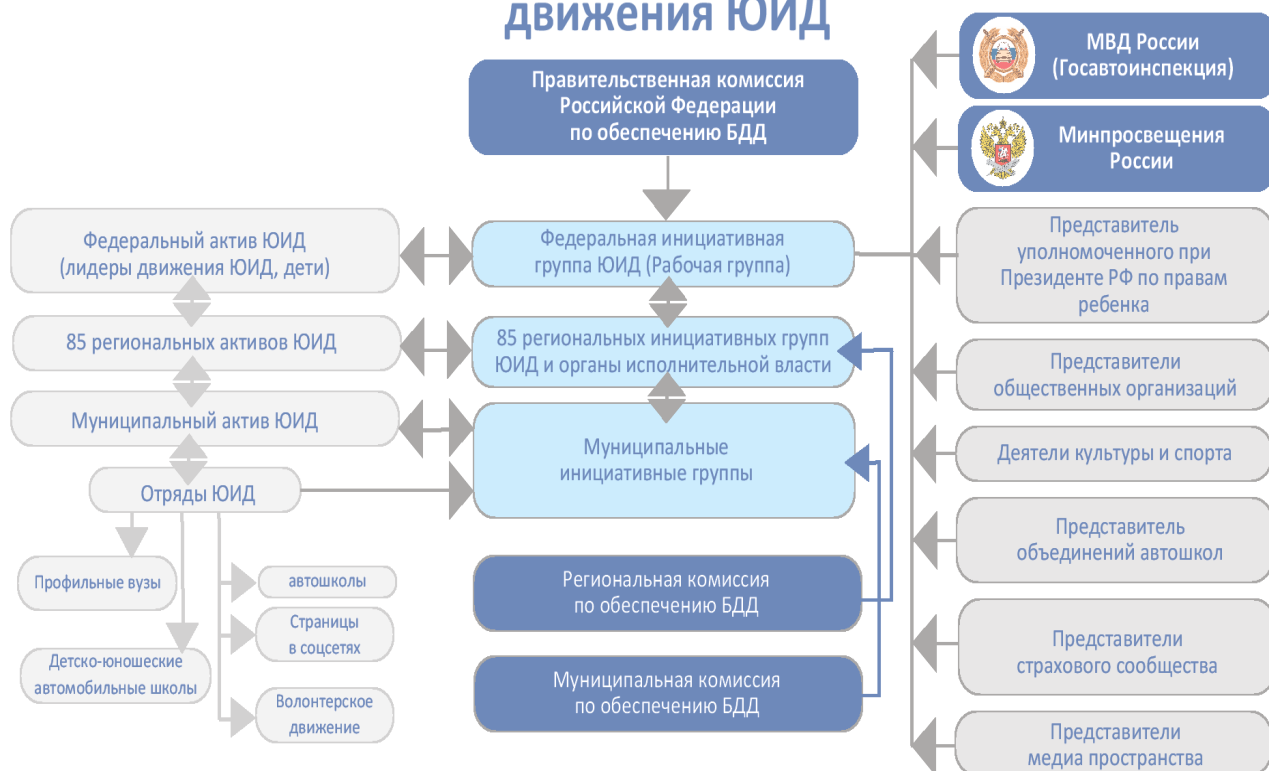 движения ЮИД
Правительственная комиссия
Российской Федерации
по обеспечению БДД
МВД России
(Госавтоинспекция)
Минпросвещения
России
Федеральный актив ЮИД
(лидеры движения ЮИД, дети)
Федеральная инициативная
группа ЮИД (Рабочая группа)
Представитель
уполномоченного при
Президенте РФ по правам
ребенка
85 региональных активов ЮИД
85 региональных инициативных групп
ЮИД и органы исполнительной власти
Представители
общественных организаций
Муниципальный актив ЮИД
Муниципальные
инициативные группы
Деятели культуры и спорта
Отряды ЮИД
Представитель
объединений автошкол
Профильные вузы
автошколы
Региональная комиссия
по обеспечению БДД
Страницы
в соцсетях
Представители
страхового сообщества
Детско-юношеские
автомобильные школы
Муниципальная комиссия
по обеспечению БДД
Волонтерское
движение
Представители
медиа пространства